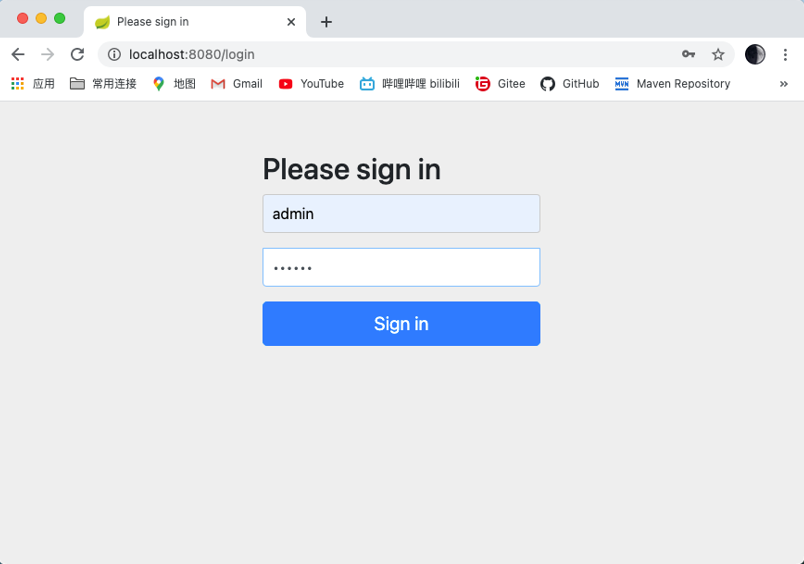 Please sign in
localhost:8080/login
应用 常用连接 地图 Gmail YouTube 哔哩哔哩 bilibili Gitee GitHub MVN Maven Repository »
Please sign in
admin
••••••
Sign in